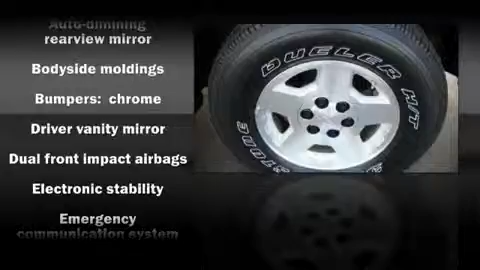 Auto-dimming
rearview mirror
Bodyside moldings
Bumpers: chrome
Driver vanity mirror
Dual front impact airbags
Electronic stability
Emergency
communication system
DUELER H/T
STONE